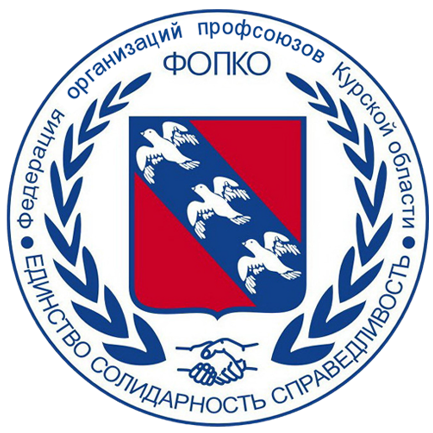 Федерация организаций профсоюзов Курской области
ФОПКО
• ЕДИНСТВО СОЛИДАРНОСТЬ СПРАВЕДЛИВОСТЬ •